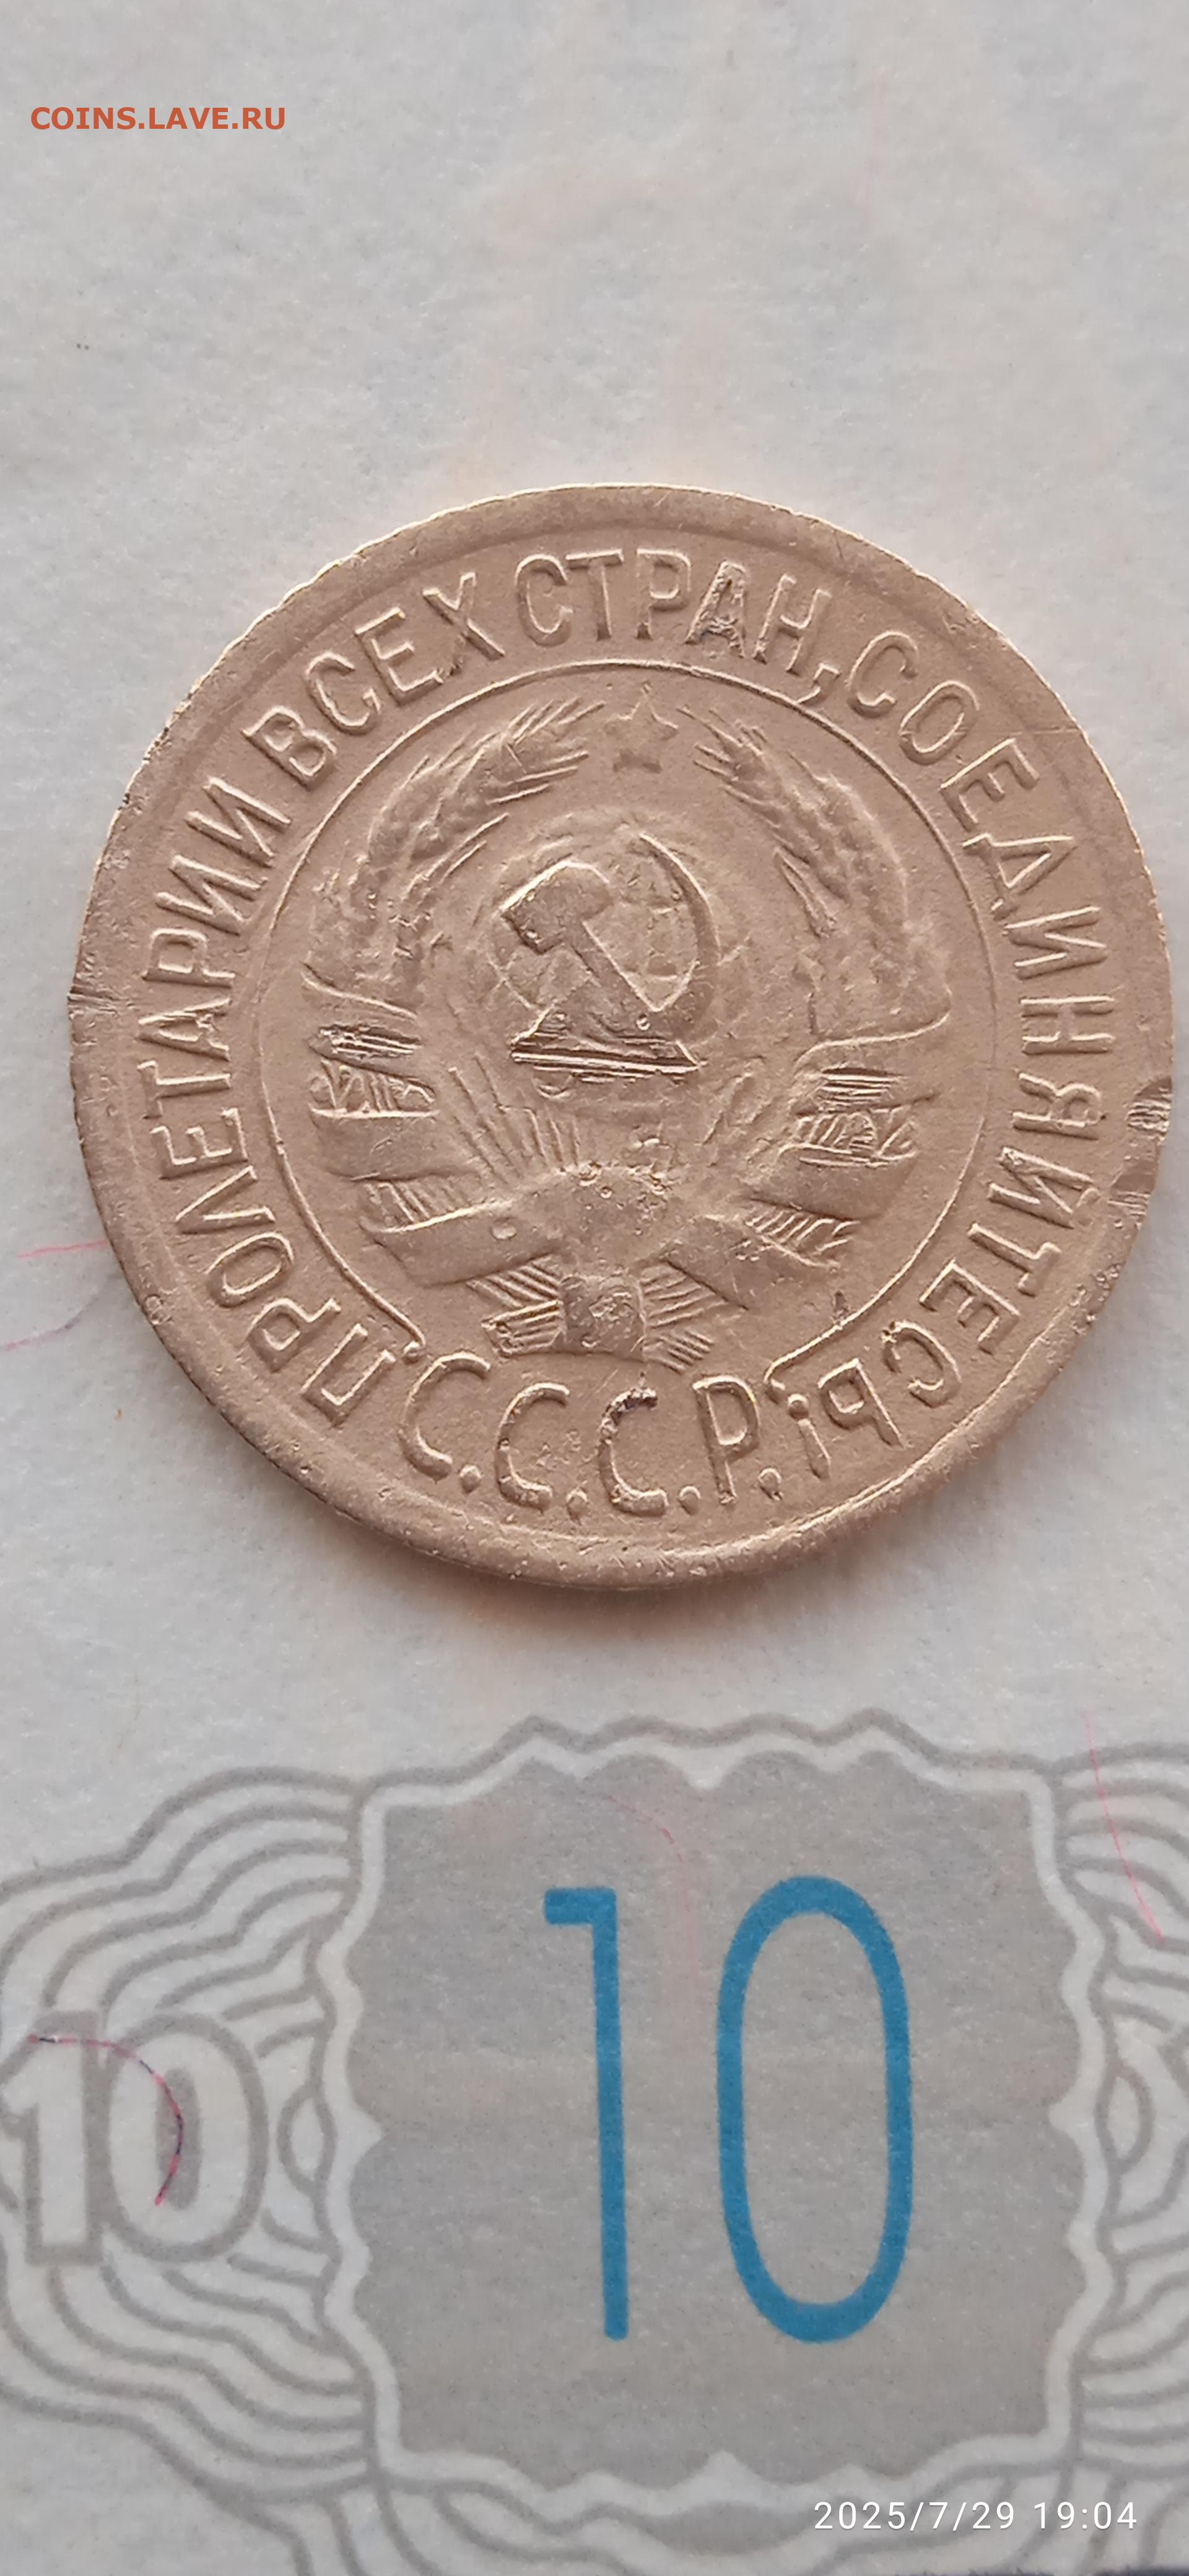 COINS.LAVE.RU
ПРОЛЕТАРИИ ВСЕХ СТРАН, СОЕДИНЯЙТЕСЬ!
С.С.С.Р.
10
10
2025/7/29 19:04